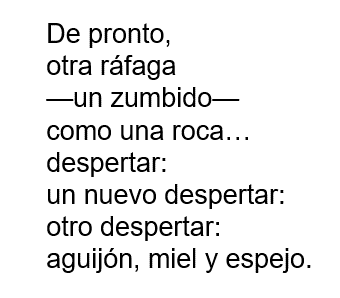 De pronto,
otra ráfaga
—un zumbido—
como una roca…
despertar:
un nuevo despertar:
otro despertar:
aguijón, miel y espejo.